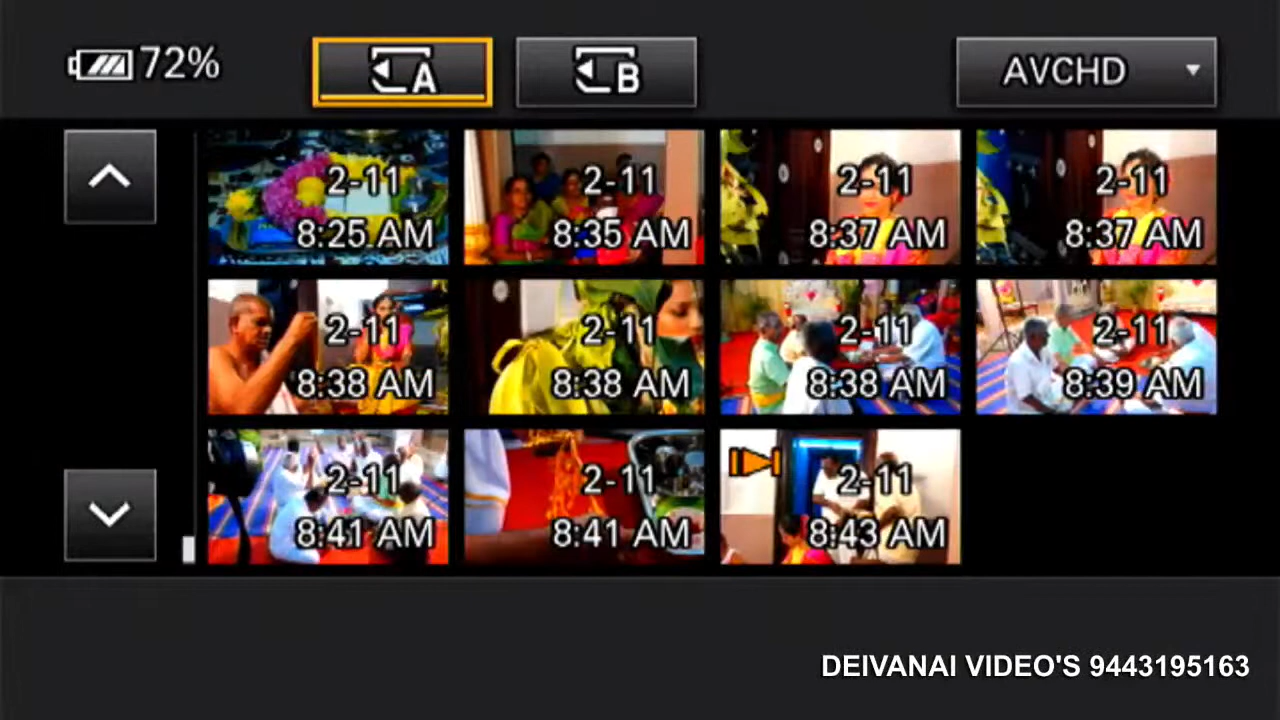 72%
A
B
AVCHD
2-11
8:25 AM
2-11
8:35 AM
2-11
8:37 AM
2-11
8:37 AM
2-11
8:38 AM
2-11
8:38 AM
2-11
8:38 AM
2-11
8:39 AM
2-11
8:41 AM
2-11
8:41 AM
2-11
8:43 AM
DEIVANAI VIDEO'S 9443195163